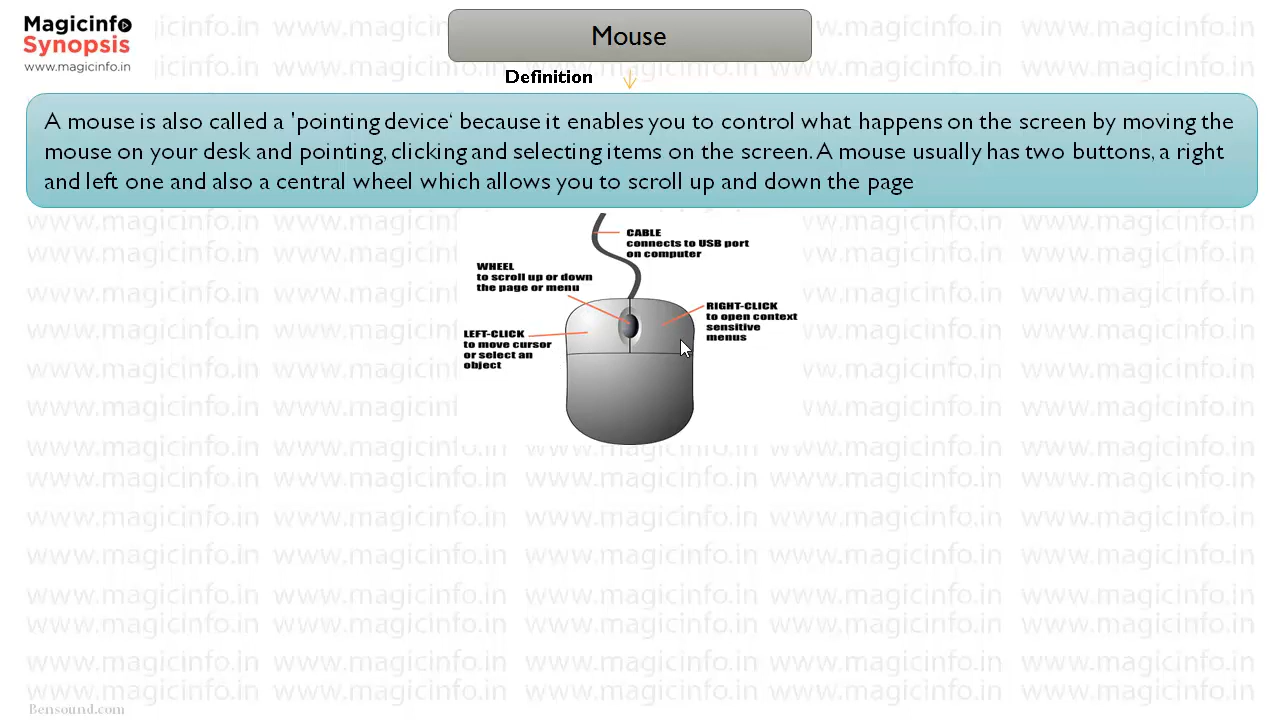 Magicinfo
Synopsis
www.magicinfo.in
Mouse
Definition
A mouse is also called a 'pointing device‘ because it enables you to control what happens on the screen by moving the
mouse on your desk and pointing, clicking and selecting items on the screen. A mouse usually has two buttons, a right
and left one and also a central wheel which allows you to scroll up and down the page
CABLE
connects to USB port
on computer
WHEEL
to scroll up or down
the page or menu
RIGHT-CLICK
to open context
sensitive
menus
LEFT-CLICK
to move cursor
or select an
object
Bensound.com